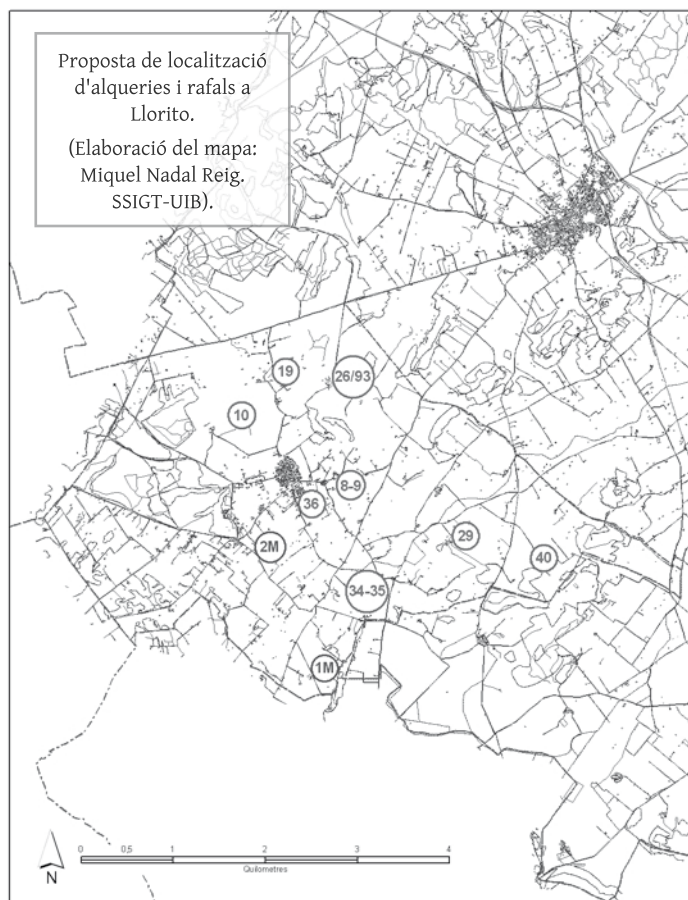 Proposta de localització
d'alqueries i rafals a
Llorito.
(Elaboració del mapa:
Miquel Nadal Reig.
SSIGT-UIB).
19
26/93
10
8-9
36
2M
29
40
34-35
1M
N
0 0,5 1 2 3 4
Quilometres